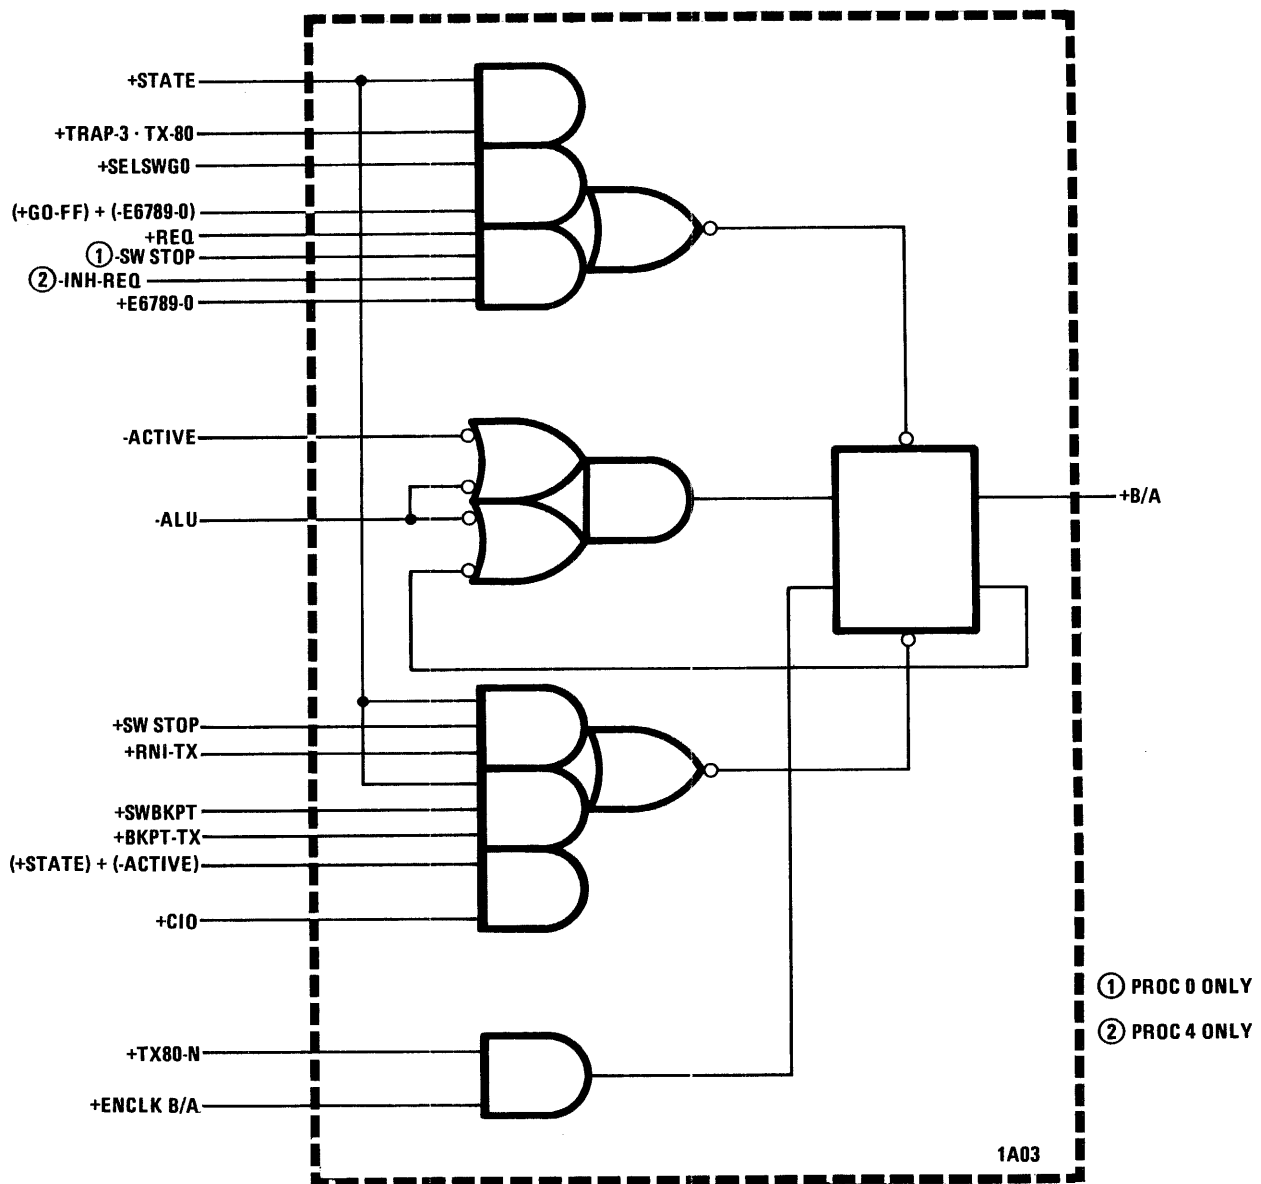 +STATE
+TRAP-3 · TX-80
+SELSWGO
(+GO-FF) + (-E6789-0)
+REQ
①-SW STOP
②-INH-REQ
+E6789-0
-ACTIVE
-ALU
+B/A
+SW STOP
+RNI-TX
+SWBKPT
+BKPT-TX
(+STATE) + (-ACTIVE)
+CIO
① PROC 0 ONLY
② PROC 4 ONLY
+TX80-N
+ENCLK B/A
1A03